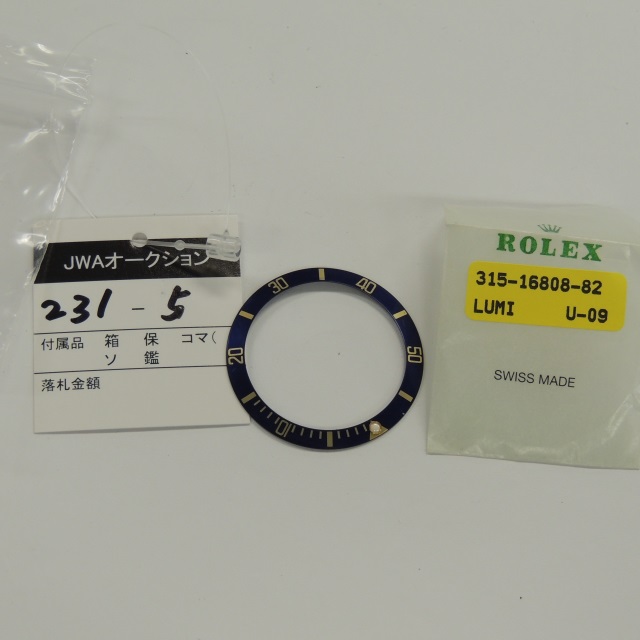 JWAオークション
231-5
付属品 箱 保 コマ(
ソ 鑑
落札金額
30
40
20
50
10
ROLEX
315-16808-82
LUMI U-09
SWISS MADE